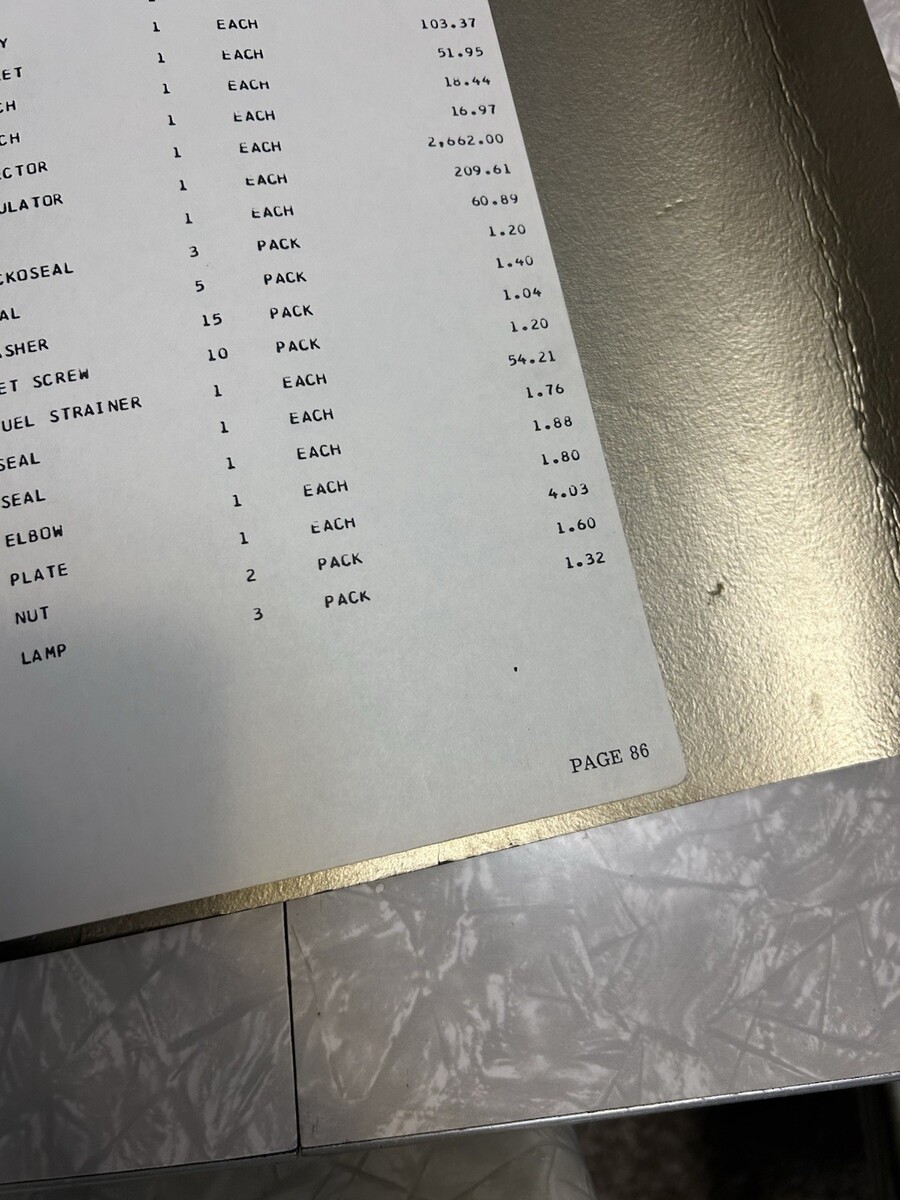 Y 1 EACH 103.37
ET 1 EACH 51.95
CH 1 EACH 18.44
CH 1 EACH 16.97
CTOR 1 EACH 2,662.00
ULATOR 1 EACH 209.61
1 EACH 60.89
CKOSEAL 3 PACK 1.20
AL 5 PACK 1.40
ASHER 15 PACK 1.04
ET SCREW 10 PACK 1.20
UEL STRAINER 1 EACH 54.21
SEAL 1 EACH 1.76
SEAL 1 EACH 1.88
ELBOW 1 EACH 1.80
PLATE 1 EACH 4.03
NUT 2 PACK 1.60
LAMP 3 PACK 1.32
PAGE 86